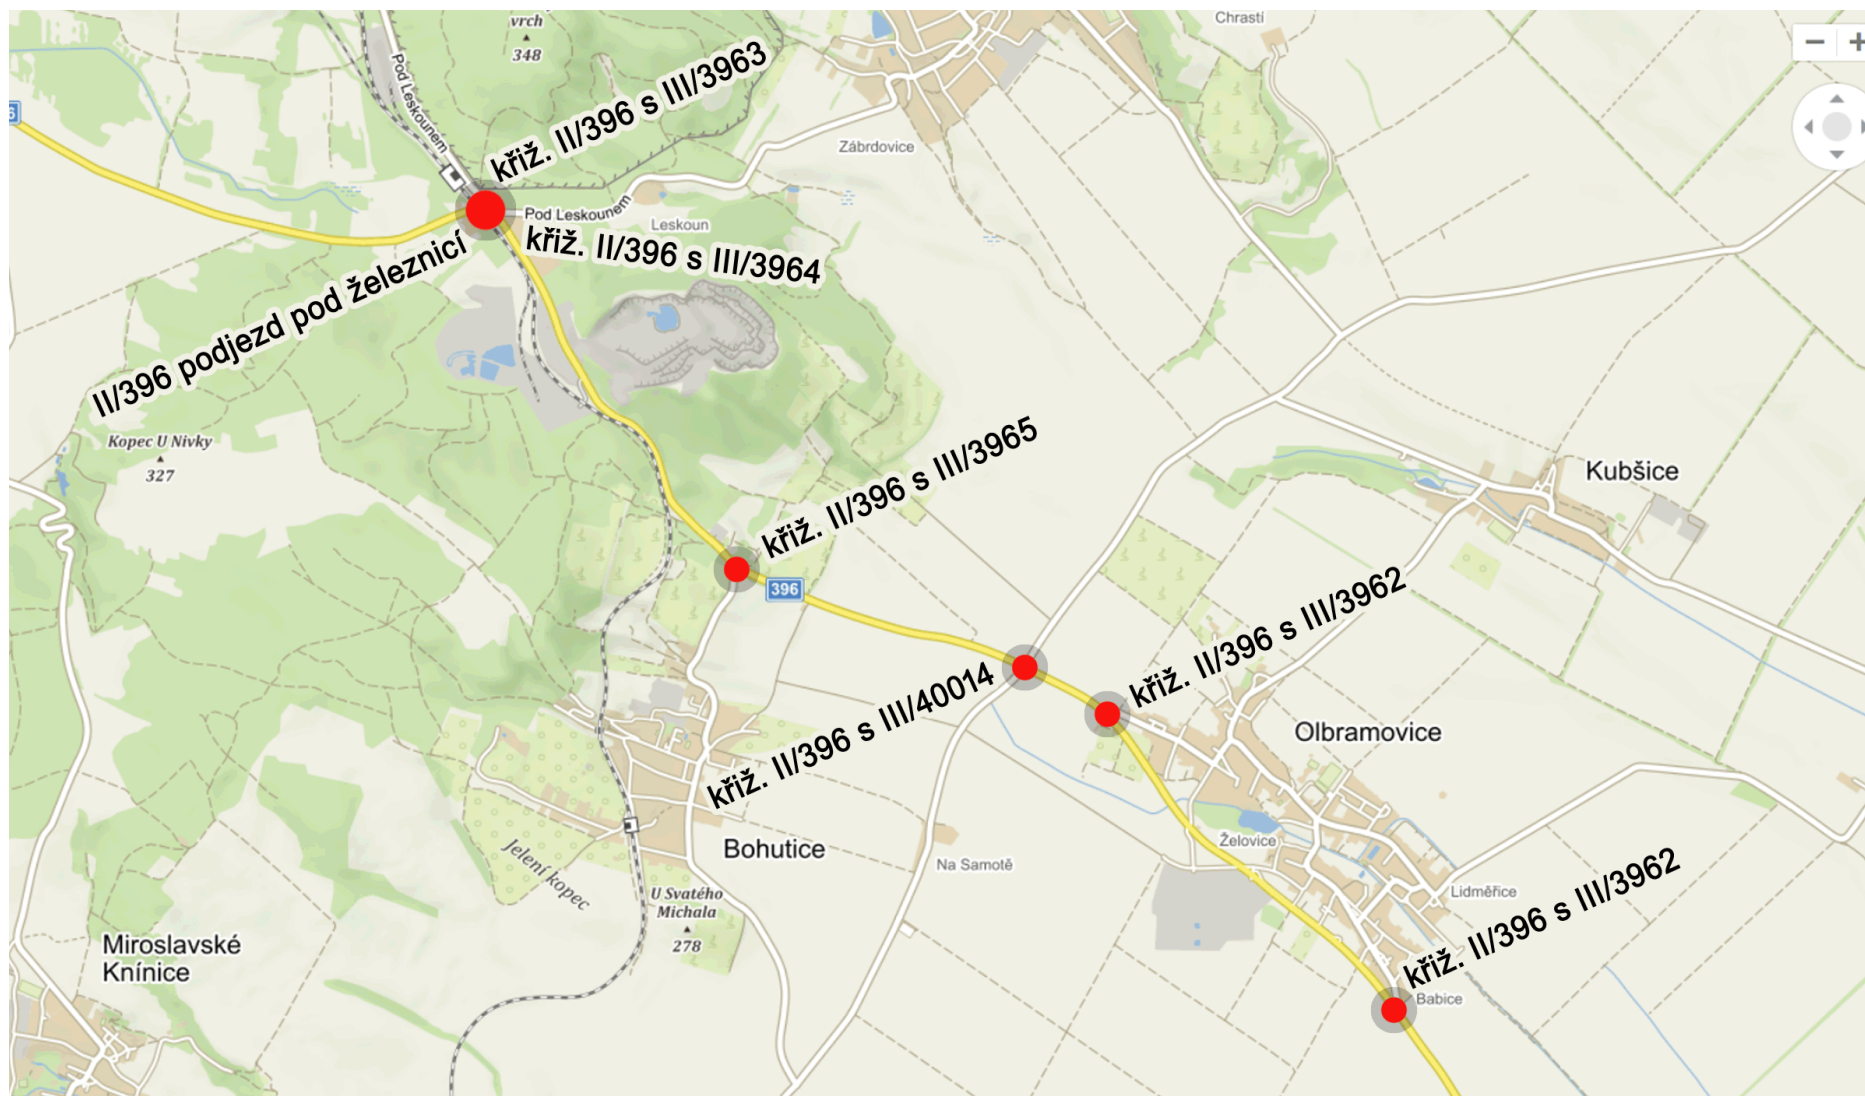 vrch
348
Chrastí
Pod Leskounem
křiž. II/396 s III/3963
Zábrdovice
Pod Leskounem
Leskoun
křiž. II/396 s III/3964
II/396 podjezd pod železnicí
Kopec U Nivky
327
křiž. II/396 s III/3965
Kubšice
396
křiž. II/396 s III/3962
křiž. II/396 s III/40014
Olbramovice
Želovice
Bohutice
Na Samotě
Jelení kopec
U Svatého
Michala
278
Lidměřice
křiž. II/396 s III/3962
Babice
Miroslavské
Knínice